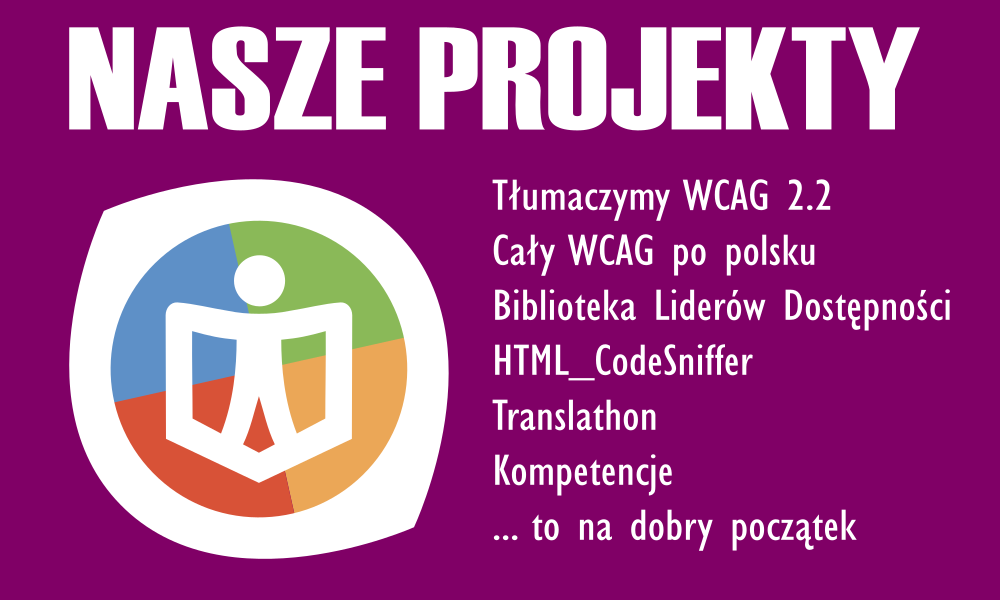 NASZE PROJEKTY
Tłumaczymy WCAG 2.2
Cały WCAG po polsku
Biblioteka Liderów Dostępności
HTML_CodeSniffer
Translathon
Kompetencje
... to na dobry początek